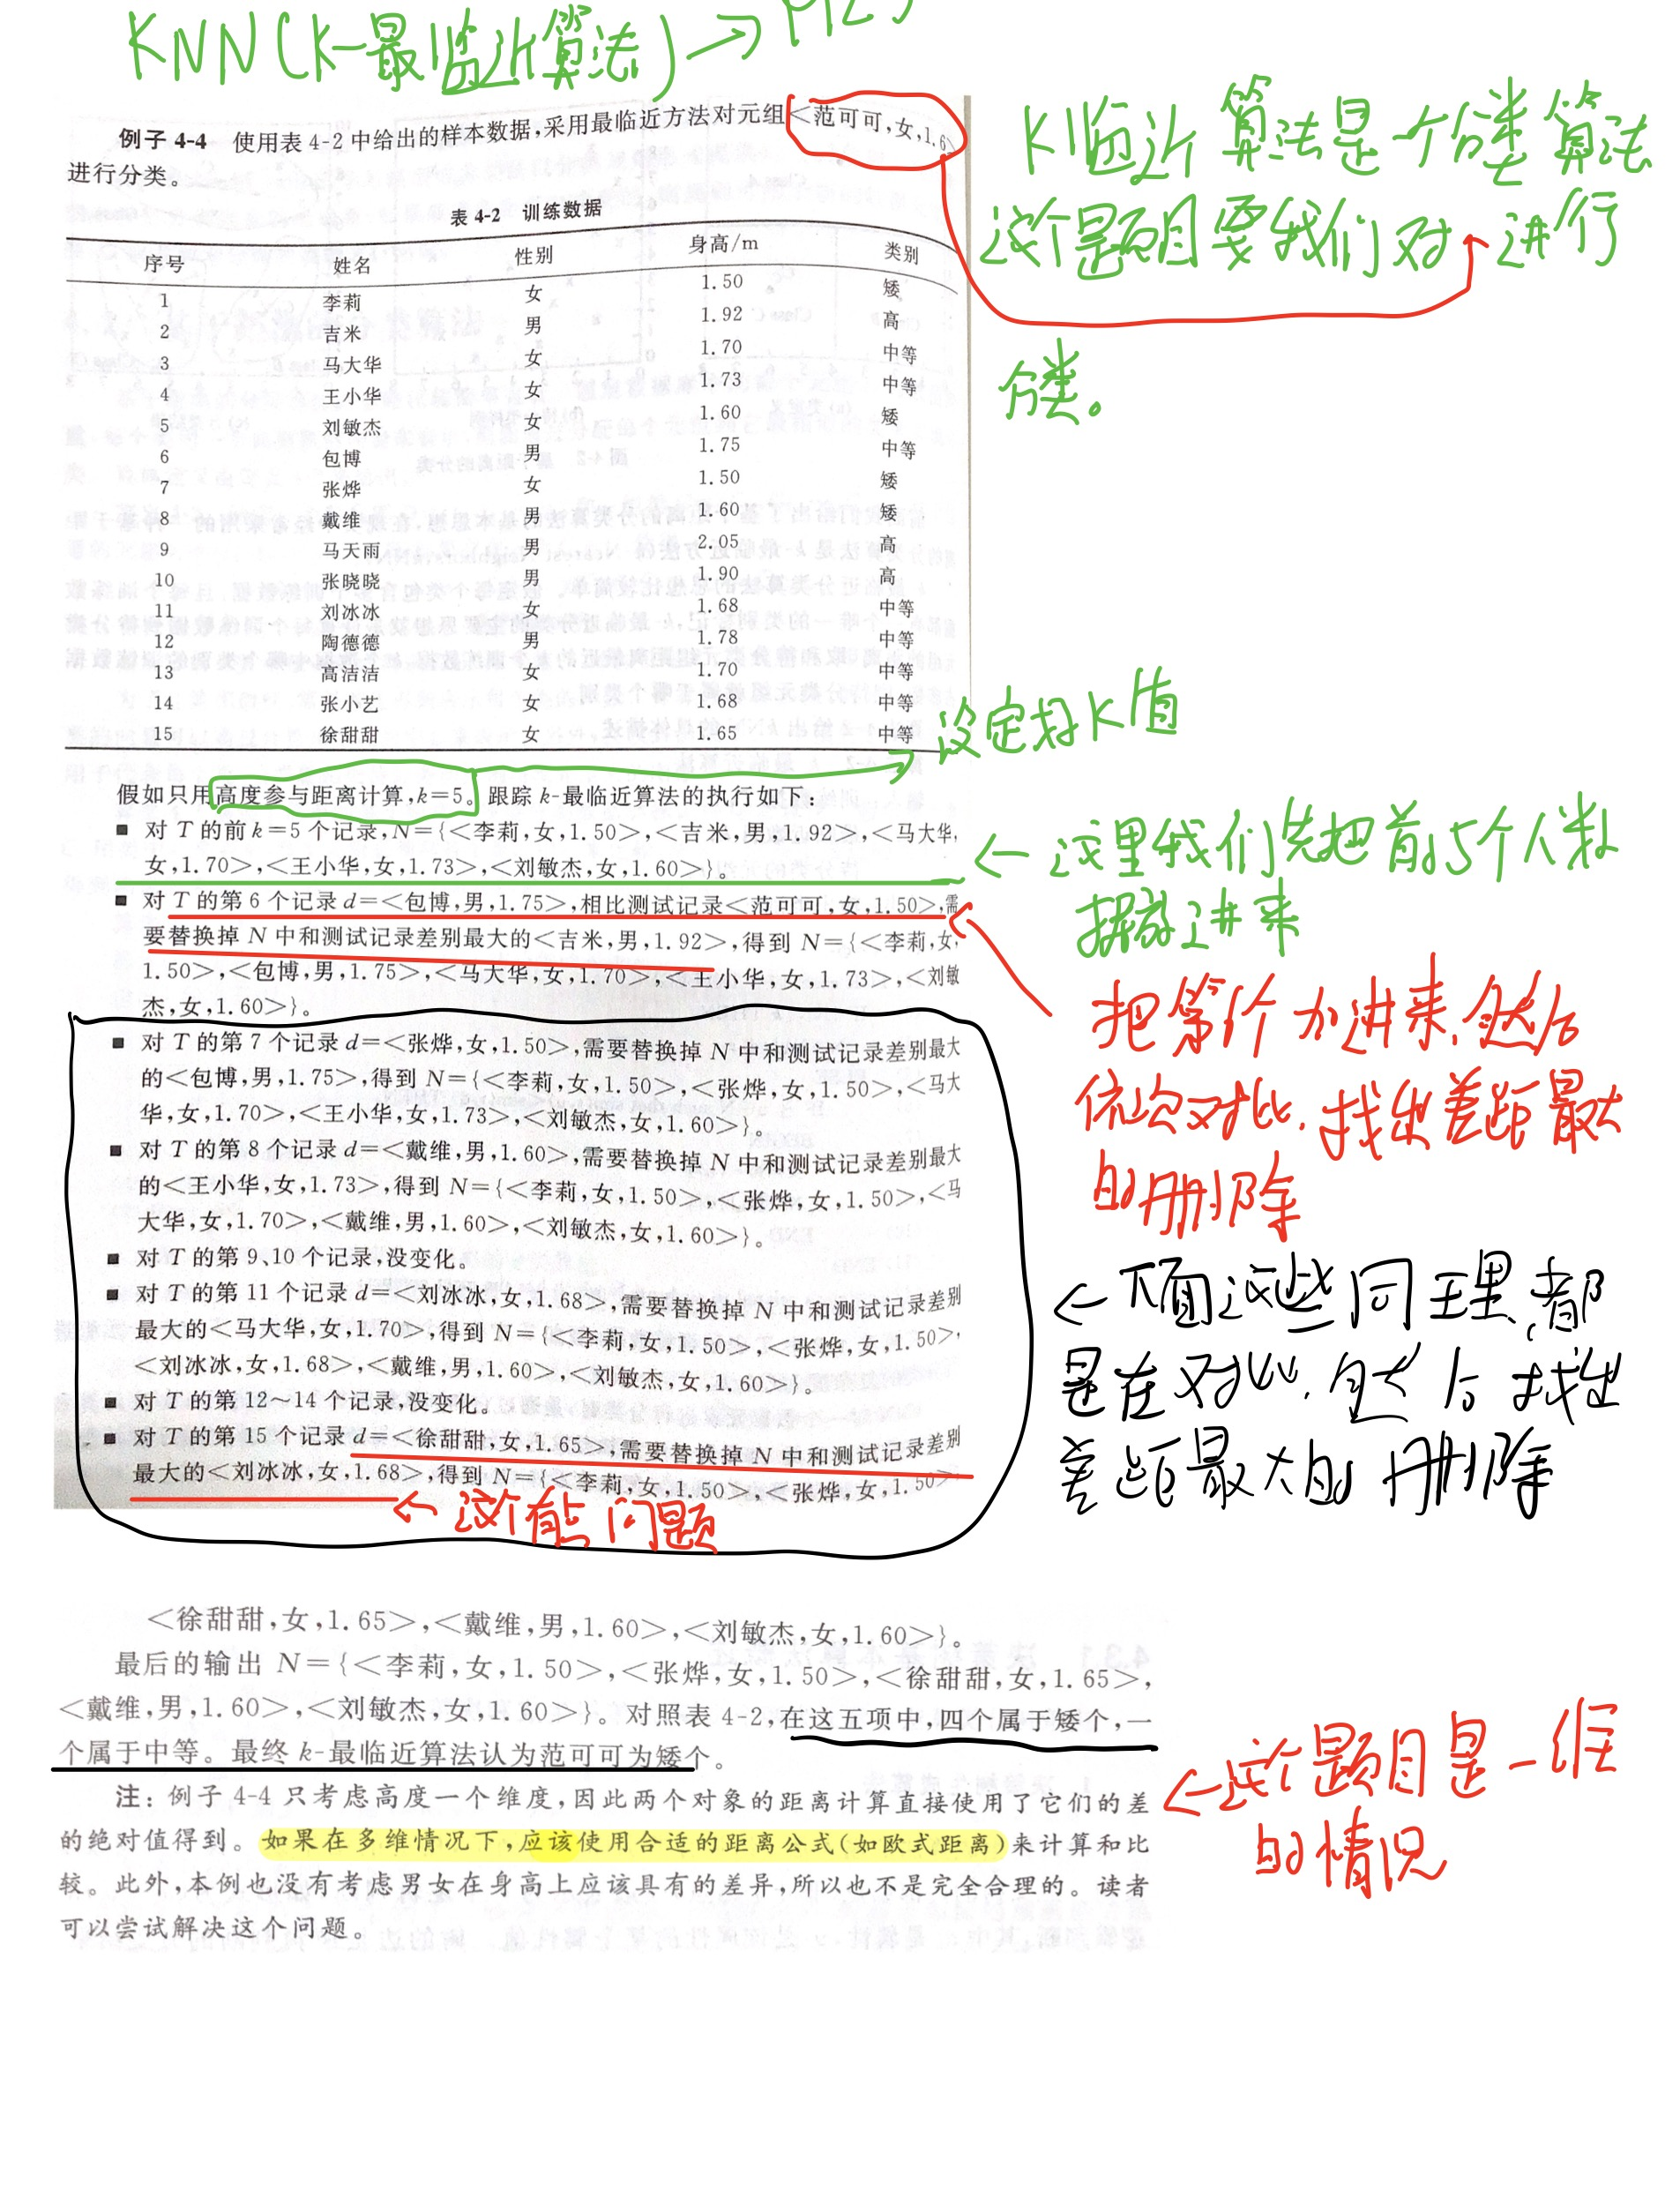 KNN(K-最临近算法)→
例子 4-4 使用表 4-2 中给出的样本数据,采用最临近方法对元组<范可可,女,1.6
进行分类。
K临近算法是一个分类算法
这个题目要我们对 进行
分类。
表 4-2 训练数据
序号 姓名 性别 身高/m 类别
1 李莉 女 1.50 矮
2 吉米 男 1.92 高
3 马大华 女 1.70 中等
4 王小华 女 1.73 中等
5 刘敏杰 女 1.60 矮
6 包博 男 1.75 中等
7 张烨 女 1.50 矮
8 戴维 男 1.60 矮
9 马天雨 男 2.05 高
10 张晓晓 男 1.90 高
11 刘冰冰 女 1.68 中等
12 陶德德 男 1.78 中等
13 高洁洁 女 1.70 中等
14 张小艺 女 1.68 中等
15 徐甜甜 女 1.65 中等
设定好K值
假如只用高度参与距离计算,k=5。跟踪 k-最临近算法的执行如下:
■ 对 T 的前 k=5 个记录,N={<李莉,女,1.50>,<吉米,男,1.92>,<马大华,
女,1.70>,<王小华,女,1.73>,<刘敏杰,女,1.60>}。
←这里我们先把前5个人数
据放进来
■ 对 T 的第 6 个记录 d=<包博,男,1.75>,相比测试记录<范可可,女,1.50>,需
要替换掉 N 中和测试记录差别最大的<吉米,男,1.92>,得到 N={<李莉,女,
1.50>,<包博,男,1.75>,<马大华,女,1.70>,<王小华,女,1.73>,<刘敏
杰,女,1.60>}。
把第6个加进来,然后
依次对比,找出差距最大
的删除
■ 对 T 的第 7 个记录 d=<张烨,女,1.50>,需要替换掉 N 中和测试记录差别最大
的<包博,男,1.75>,得到 N={<李莉,女,1.50>,<张烨,女,1.50>,<马大
华,女,1.70>,<王小华,女,1.73>,<刘敏杰,女,1.60>}。
■ 对 T 的第 8 个记录 d=<戴维,男,1.60>,需要替换掉 N 中和测试记录差别最大
的<王小华,女,1.73>,得到 N={<李莉,女,1.50>,<张烨,女,1.50>,<马
大华,女,1.70>,<戴维,男,1.60>,<刘敏杰,女,1.60>}。
■ 对 T 的第 9、10 个记录,没变化。
■ 对 T 的第 11 个记录 d=<刘冰冰,女,1.68>,需要替换掉 N 中和测试记录差别
最大的<马大华,女,1.70>,得到 N={<李莉,女,1.50>,<张烨,女,1.50>,
<刘冰冰,女,1.68>,<戴维,男,1.60>,<刘敏杰,女,1.60>}。
■ 对 T 的第 12～14 个记录,没变化。
■ 对 T 的第 15 个记录 d=<徐甜甜,女,1.65>,需要替换掉 N 中和测试记录差别
最大的<刘冰冰,女,1.68>,得到 N={<李莉,女,1.50>,<张烨,女,1.50>
←下面这些同理,都
是在对比,然后找出
差距最大的删除
←这个有 问题
<徐甜甜,女,1.65>,<戴维,男,1.60>,<刘敏杰,女,1.60>}。
最后的输出 N={<李莉,女,1.50>,<张烨,女,1.50>,<徐甜甜,女,1.65>,
<戴维,男,1.60>,<刘敏杰,女,1.60>}。对照表 4-2,在这五项中,四个属于矮个,一
个属于中等。最终 k-最临近算法认为范可可为矮个。
注:例子 4-4 只考虑高度一个维度,因此两个对象的距离计算直接使用了它们的差
的绝对值得到。如果在多维情况下,应该使用合适的距离公式(如欧式距离)来计算和比
较。此外,本例也没有考虑男女在身高上应该具有的差异,所以也不是完全合理的。读者
可以尝试解决这个问题。
←这个题目是一维
的情况